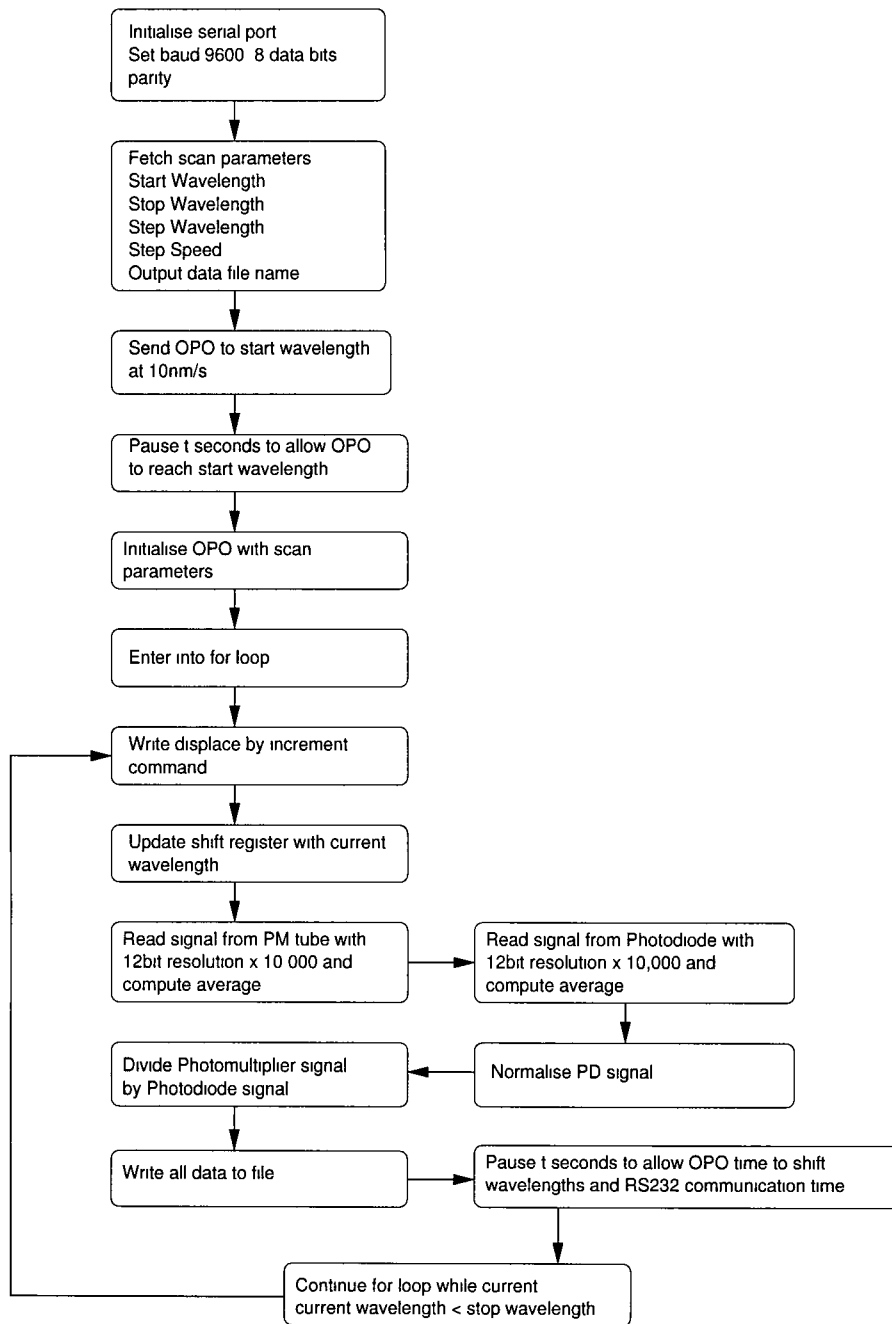 Initialise serial port
Set baud 9600 8 data bits
parity
Fetch scan parameters
Start Wavelength
Stop Wavelength
Step Wavelength
Step Speed
Output data file name
Send OPO to start wavelength
at 10nm/s
Pause t seconds to allow OPO
to reach start wavelength
Initialise OPO with scan
parameters
Enter into for loop
Write displace by increment
command
Update shift register with current
wavelength
Read signal from PM tube with
12bit resolution x 10 000 and
compute average
Read signal from Photodiode with
12bit resolution x 10,000 and
compute average
Normalise PD signal
Divide Photomultiplier signal
by Photodiode signal
Write all data to file
Pause t seconds to allow OPO time to shift
wavelengths and RS232 communication time
Continue for loop while current
current wavelength < stop wavelength